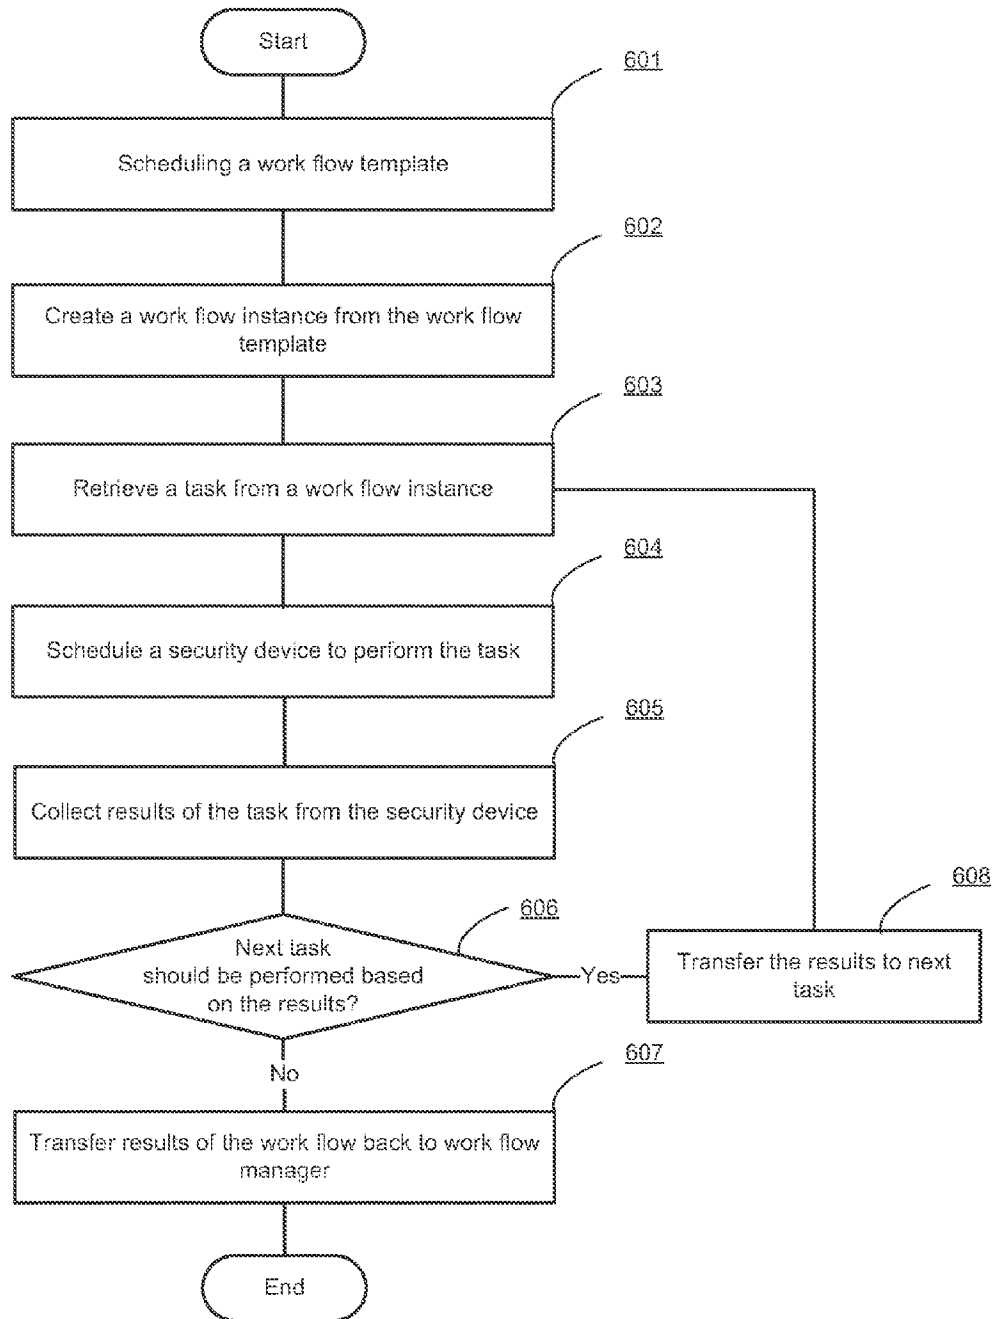 Start
601
Scheduling a work flow template
602
Create a work flow instance from the work flow
template
603
Retrieve a task from a work flow instance
604
Schedule a security device to perform the task
605
Collect results of the task from the security device
606
Next task
should be performed based
on the results?
Yes
608
Transfer the results to next
task
No
607
Transfer results of the work flow back to work flow
manager
End